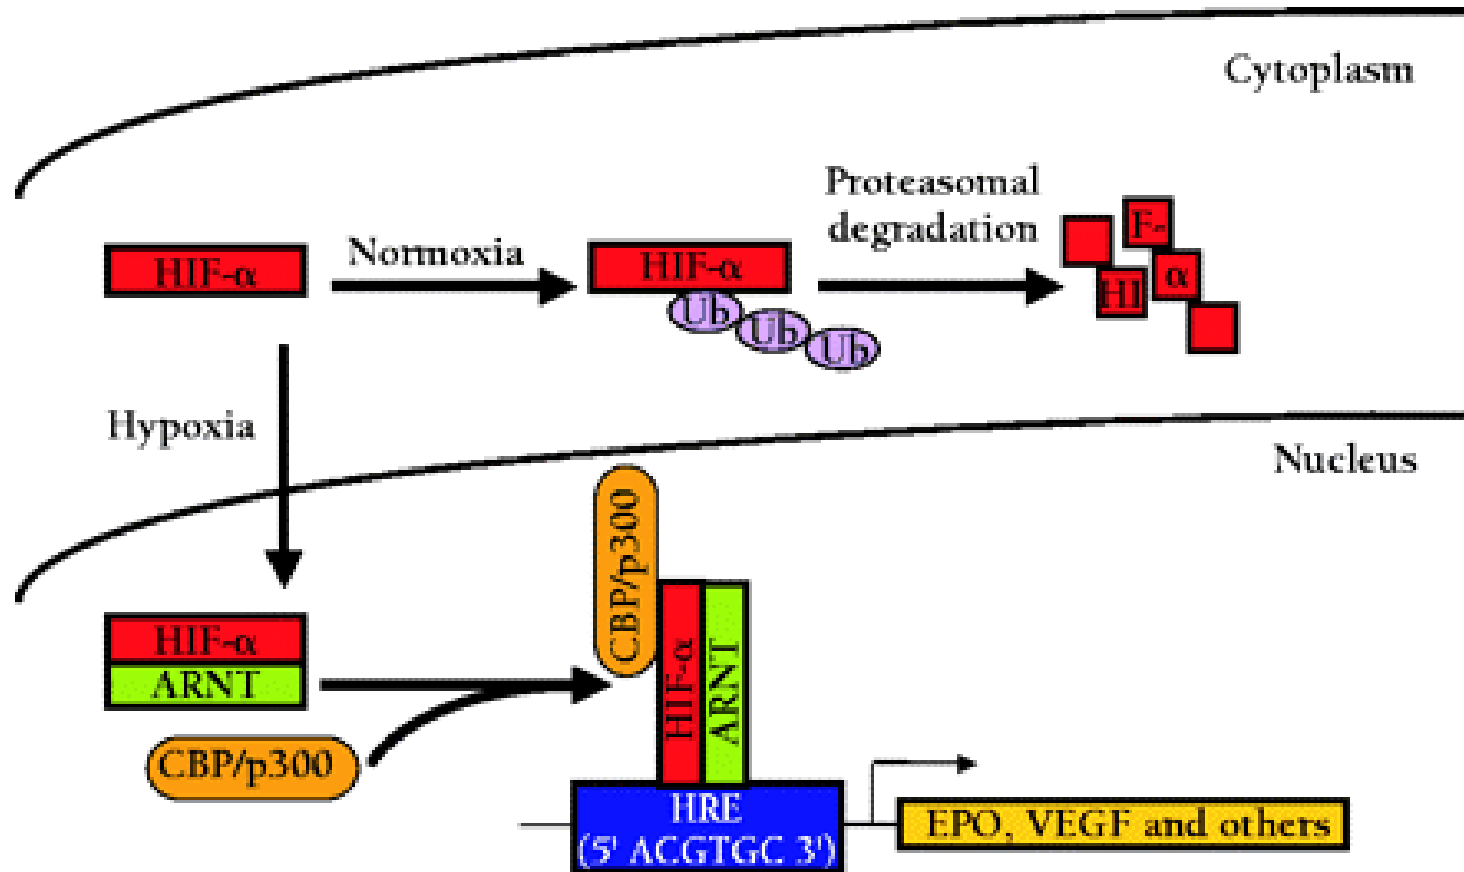 Cytoplasm
Proteasomal
degradation
HIF-α
Normoxia
HIF-α
Ub
Ub
Ub
F-
α
HI
Hypoxia
Nucleus
CBP/p300
HIF-α
ARNT
HIF-α
ARNT
CBP/p300
HRE
(5' ACGTGC 3')
EPO, VEGF and others